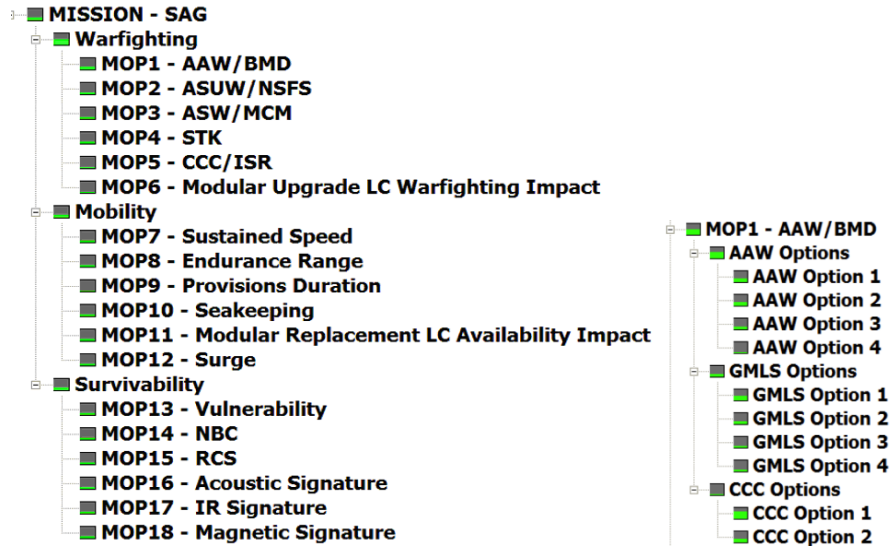 MISSION - SAG
Warfighting
MOP1 - AAW/BMD
MOP2 - ASUW/NSFS
MOP3 - ASW/MCM
MOP4 - STK
MOP5 - CCC/ISR
MOP6 - Modular Upgrade LC Warfighting Impact
Mobility
MOP7 - Sustained Speed
MOP8 - Endurance Range
MOP9 - Provisions Duration
MOP10 - Seakeeping
MOP11 - Modular Replacement LC Availability Impact
MOP12 - Surge
Survivability
MOP13 - Vulnerability
MOP14 - NBC
MOP15 - RCS
MOP16 - Acoustic Signature
MOP17 - IR Signature
MOP18 - Magnetic Signature
MOP1 - AAW/BMD
AAW Options
AAW Option 1
AAW Option 2
AAW Option 3
AAW Option 4
GMLS Options
GMLS Option 1
GMLS Option 2
GMLS Option 3
GMLS Option 4
CCC Options
CCC Option 1
CCC Option 2